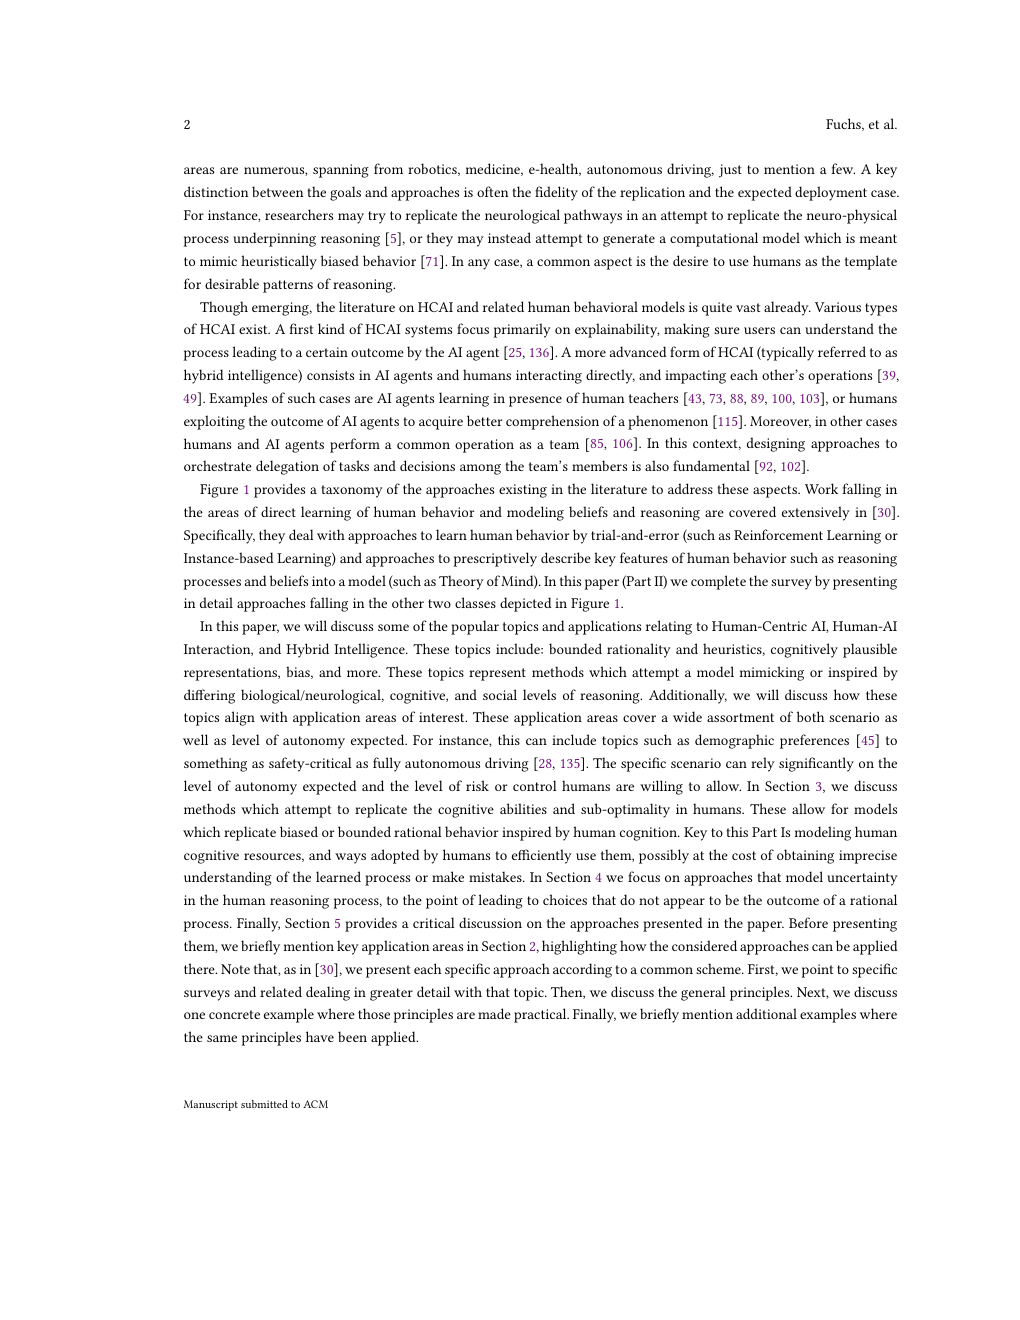 2
Fuchs, et al.
areas are numerous, spanning from robotics, medicine, e-health, autonomous driving, just to mention a few. A key
distinction between the goals and approaches is often the fidelity of the replication and the expected deployment case.
For instance, researchers may try to replicate the neurological pathways in an attempt to replicate the neuro-physical
process underpinning reasoning [5], or they may instead attempt to generate a computational model which is meant
to mimic heuristically biased behavior [71]. In any case, a common aspect is the desire to use humans as the template
for desirable patterns of reasoning.
Though emerging, the literature on HCAI and related human behavioral models is quite vast already. Various types
of HCAI exist. A first kind of HCAI systems focus primarily on explainability, making sure users can understand the
process leading to a certain outcome by the AI agent [25, 136]. A more advanced form of HCAI (typically referred to as
hybrid intelligence) consists in AI agents and humans interacting directly, and impacting each other's operations [39,
49]. Examples of such cases are AI agents learning in presence of human teachers [43, 73, 88, 89, 100, 103], or humans
exploiting the outcome of AI agents to acquire better comprehension of a phenomenon [115]. Moreover, in other cases
humans and AI agents perform a common operation as a team [85, 106]. In this context, designing approaches to
orchestrate delegation of tasks and decisions among the team's members is also fundamental [92, 102].
Figure 1 provides a taxonomy of the approaches existing in the literature to address these aspects. Work falling in
the areas of direct learning of human behavior and modeling beliefs and reasoning are covered extensively in [30].
Specifically, they deal with approaches to learn human behavior by trial-and-error (such as Reinforcement Learning or
Instance-based Learning) and approaches to prescriptively describe key features of human behavior such as reasoning
processes and beliefs into a model (such as Theory of Mind). In this paper (Part II) we complete the survey by presenting
in detail approaches falling in the other two classes depicted in Figure 1.
In this paper, we will discuss some of the popular topics and applications relating to Human-Centric AI, Human-AI
Interaction, and Hybrid Intelligence. These topics include: bounded rationality and heuristics, cognitively plausible
representations, bias, and more. These topics represent methods which attempt a model mimicking or inspired by
differing biological/neurological, cognitive, and social levels of reasoning. Additionally, we will discuss how these
topics align with application areas of interest. These application areas cover a wide assortment of both scenario as
well as level of autonomy expected. For instance, this can include topics such as demographic preferences [45] to
something as safety-critical as fully autonomous driving [28, 135]. The specific scenario can rely significantly on the
level of autonomy expected and the level of risk or control humans are willing to allow. In Section 3, we discuss
methods which attempt to replicate the cognitive abilities and sub-optimality in humans. These allow for models
which replicate biased or bounded rational behavior inspired by human cognition. Key to this Part Is modeling human
cognitive resources, and ways adopted by humans to efficiently use them, possibly at the cost of obtaining imprecise
understanding of the learned process or make mistakes. In Section 4 we focus on approaches that model uncertainty
in the human reasoning process, to the point of leading to choices that do not appear to be the outcome of a rational
process. Finally, Section 5 provides a critical discussion on the approaches presented in the paper. Before presenting
them, we briefly mention key application areas in Section 2, highlighting how the considered approaches can be applied
there. Note that, as in [30], we present each specific approach according to a common scheme. First, we point to specific
surveys and related dealing in greater detail with that topic. Then, we discuss the general principles. Next, we discuss
one concrete example where those principles are made practical. Finally, we briefly mention additional examples where
the same principles have been applied.
Manuscript submitted to ACM